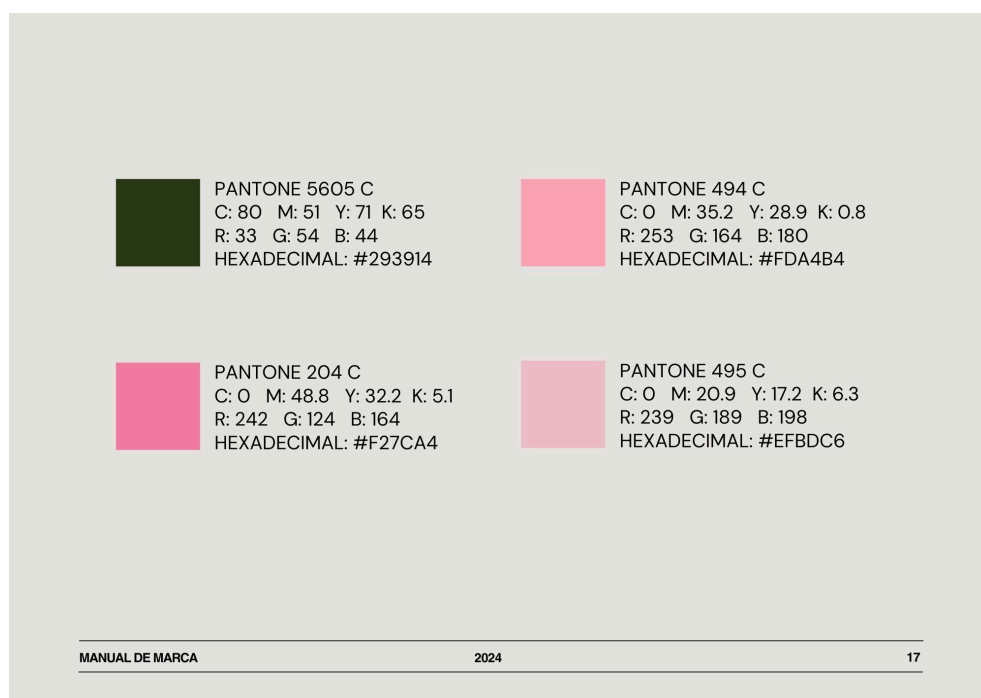 PANTONE 5605 C
C: 80 M: 51 Y: 71 K: 65
R: 33 G: 54 B: 44
HEXADECIMAL: #293914
PANTONE 494 C
C: 0 M: 35.2 Y: 28.9 K: 0.8
R: 253 G: 164 B: 180
HEXADECIMAL: #FDA4B4
PANTONE 204 C
C: 0 M: 48.8 Y: 32.2 K: 5.1
R: 242 G: 124 B: 164
HEXADECIMAL: #F27CA4
PANTONE 495 C
C: 0 M: 20.9 Y: 17.2 K: 6.3
R: 239 G: 189 B: 198
HEXADECIMAL: #EFBDC6
MANUAL DE MARCA 2024 17